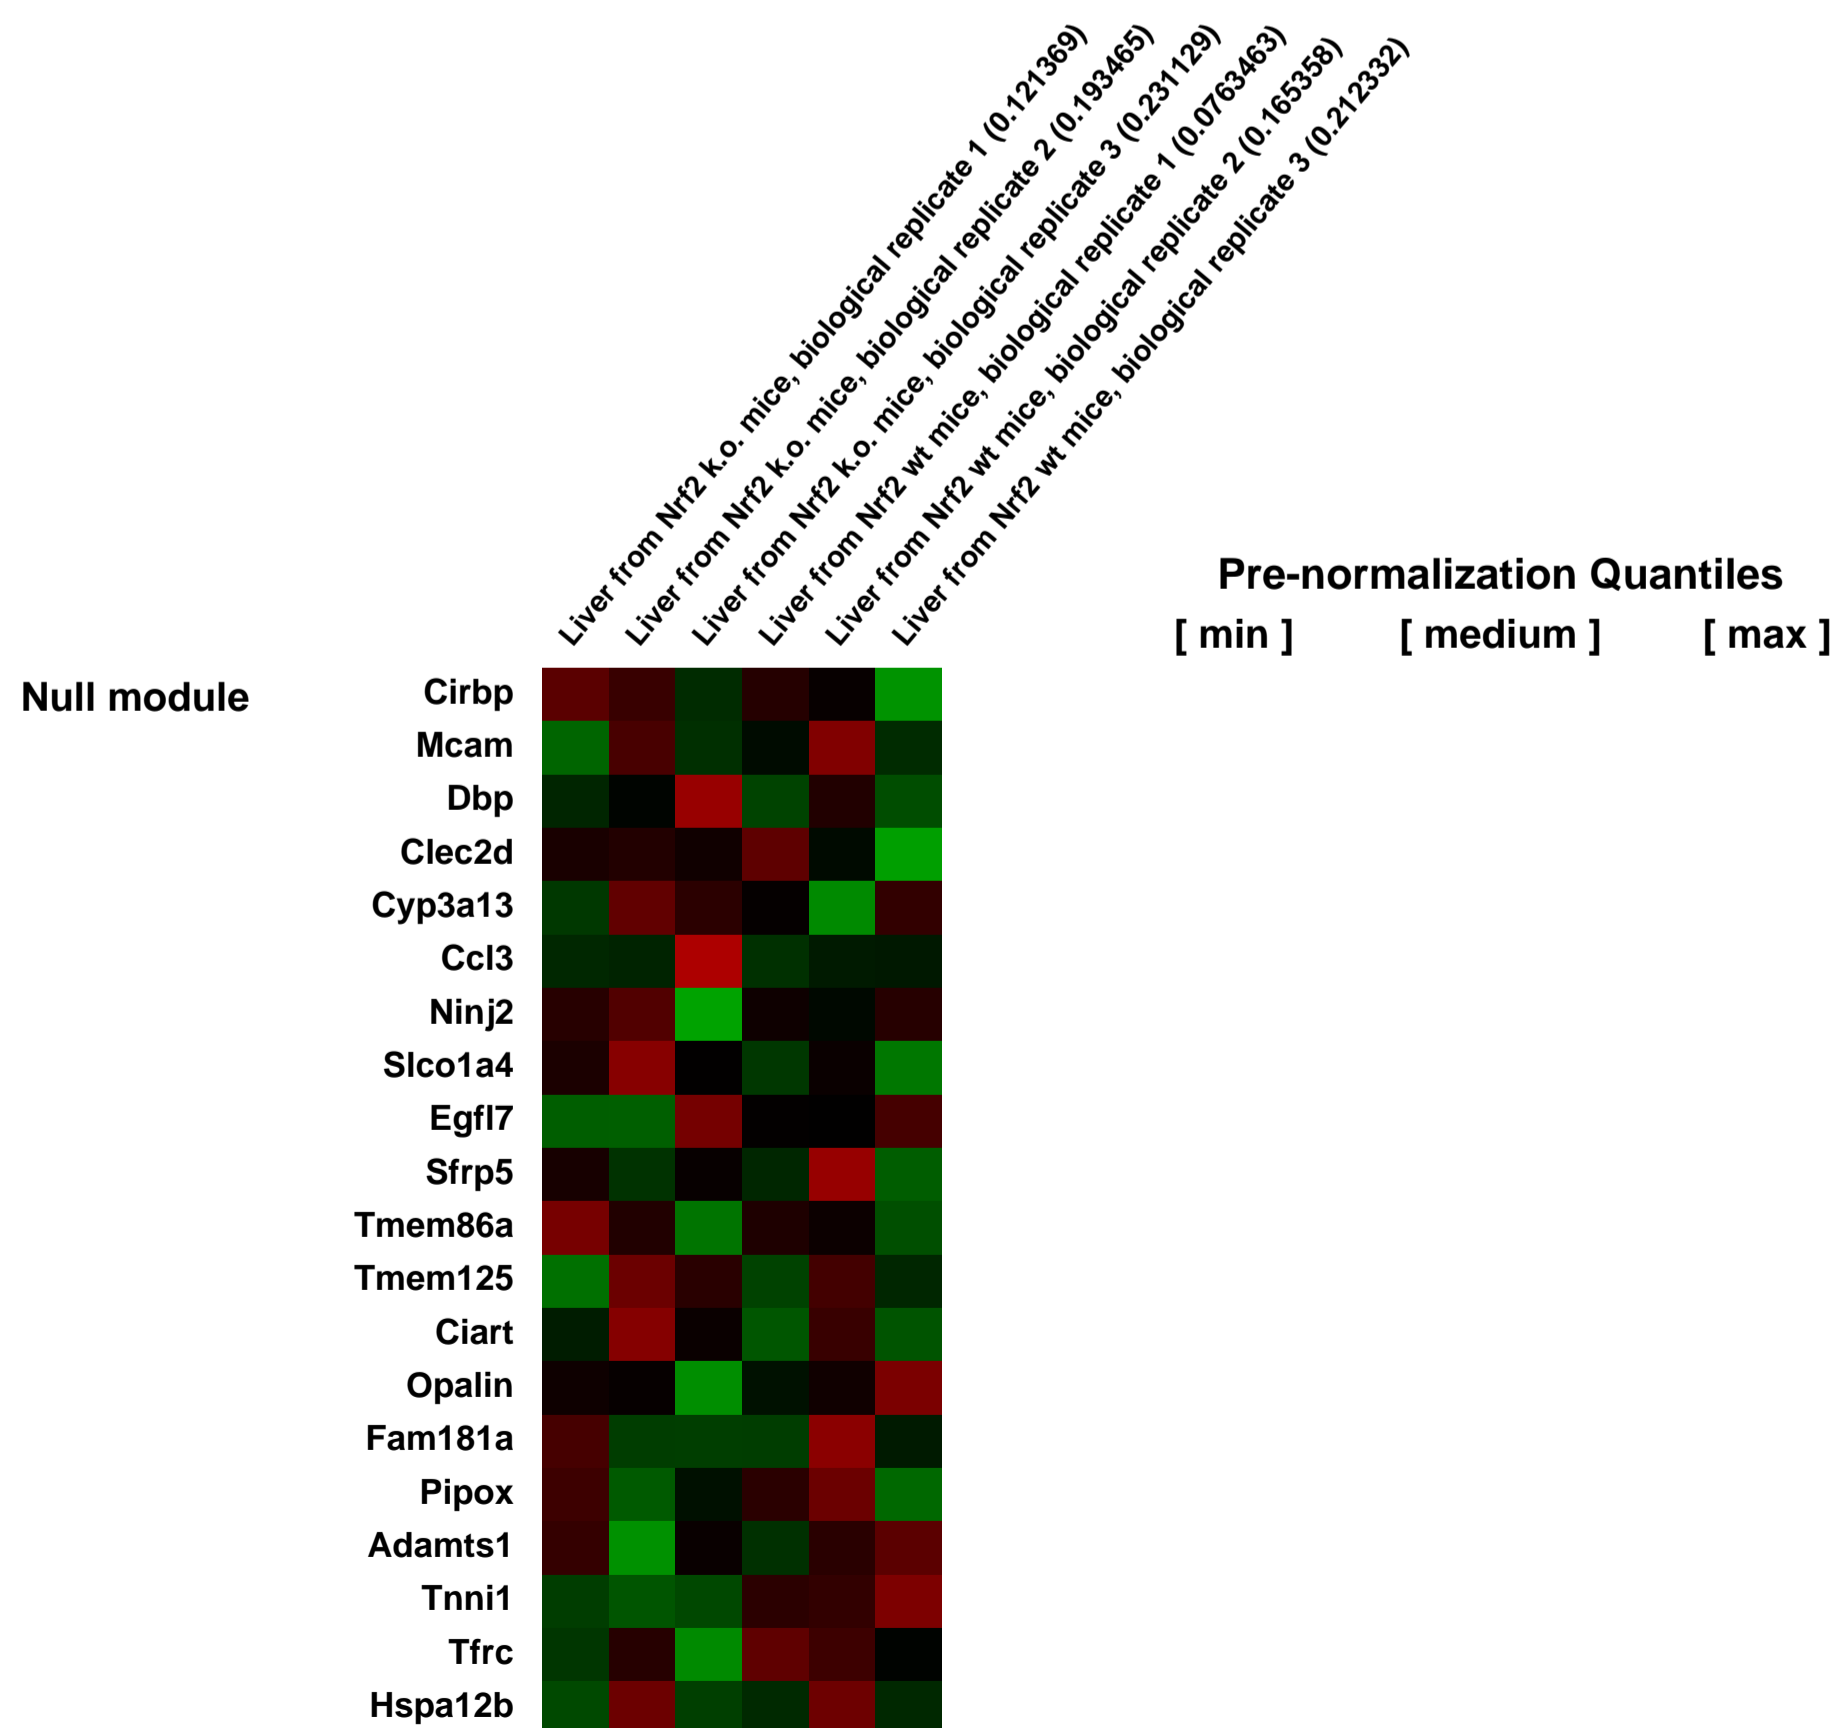 Liver from Nrf2 k.o. mice, biological replicate 1 (0.121369)
Liver from Nrf2 k.o. mice, biological replicate 2 (0.193465)
Liver from Nrf2 k.o. mice, biological replicate 3 (0.231129)
Liver from Nrf2 wt mice, biological replicate 1 (0.0763463)
Liver from Nrf2 wt mice, biological replicate 2 (0.165358)
Liver from Nrf2 wt mice, biological replicate 3 (0.212332)
Pre-normalization Quantiles
[ min ] [ medium ] [ max ]
Null module
Cirbp
Mcam
Dbp
Clec2d
Cyp3a13
Ccl3
Ninj2
Slco1a4
Egfl7
Sfrp5
Tmem86a
Tmem125
Ciart
Opalin
Fam181a
Pipox
Adamts1
Tnni1
Tfrc
Hspa12b